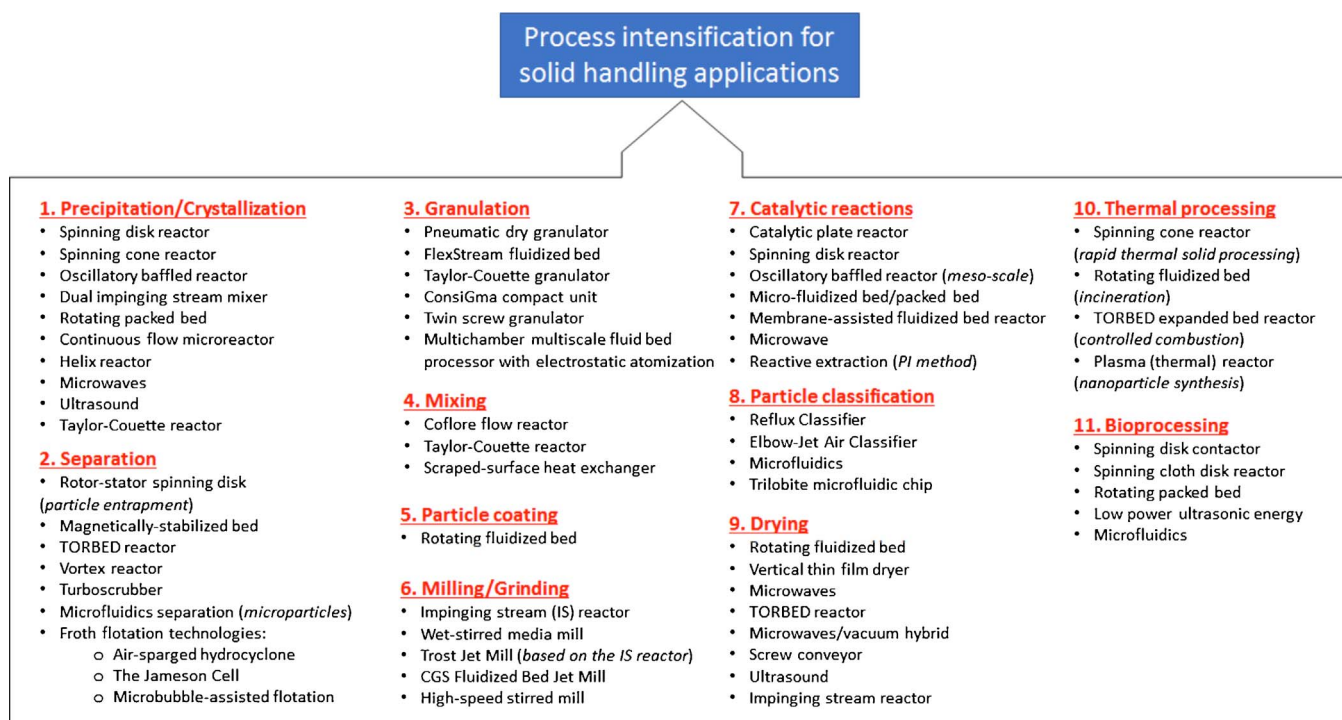 Process intensification for
solid handling applications
1. Precipitation/Crystallization
• Spinning disk reactor
• Spinning cone reactor
• Oscillatory baffled reactor
• Dual impinging stream mixer
• Rotating packed bed
• Continuous flow microreactor
• Helix reactor
• Microwaves
• Ultrasound
• Taylor-Couette reactor
2. Separation
• Rotor-stator spinning disk
(particle entrapment)
• Magnetically-stabilized bed
• TORBED reactor
• Vortex reactor
• Turboscrubber
• Microfluidics separation (microparticles)
• Froth flotation technologies:
o Air-sparged hydrocyclone
o The Jameson Cell
o Microbubble-assisted flotation
3. Granulation
• Pneumatic dry granulator
• FlexStream fluidized bed
• Taylor-Couette granulator
• ConsiGma compact unit
• Twin screw granulator
• Multichamber multiscale fluid bed
processor with electrostatic atomization
4. Mixing
• Coflore flow reactor
• Taylor-Couette reactor
• Scraped-surface heat exchanger
5. Particle coating
• Rotating fluidized bed
6. Milling/Grinding
• Impinging stream (IS) reactor
• Wet-stirred media mill
• Trost Jet Mill (based on the IS reactor)
• CGS Fluidized Bed Jet Mill
• High-speed stirred mill
7. Catalytic reactions
• Catalytic plate reactor
• Spinning disk reactor
• Oscillatory baffled reactor (meso-scale)
• Micro-fluidized bed/packed bed
• Membrane-assisted fluidized bed reactor
• Microwave
• Reactive extraction (PI method)
8. Particle classification
• Reflux Classifier
• Elbow-Jet Air Classifier
• Microfluidics
• Trilobite microfluidic chip
9. Drying
• Rotating fluidized bed
• Vertical thin film dryer
• Microwaves
• TORBED reactor
• Microwaves/vacuum hybrid
• Screw conveyor
• Ultrasound
• Impinging stream reactor
10. Thermal processing
• Spinning cone reactor
(rapid thermal solid processing)
• Rotating fluidized bed
(incineration)
• TORBED expanded bed reactor
(controlled combustion)
• Plasma (thermal) reactor
(nanoparticle synthesis)
11. Bioprocessing
• Spinning disk contactor
• Spinning cloth disk reactor
• Rotating packed bed
• Low power ultrasonic energy
• Microfluidics